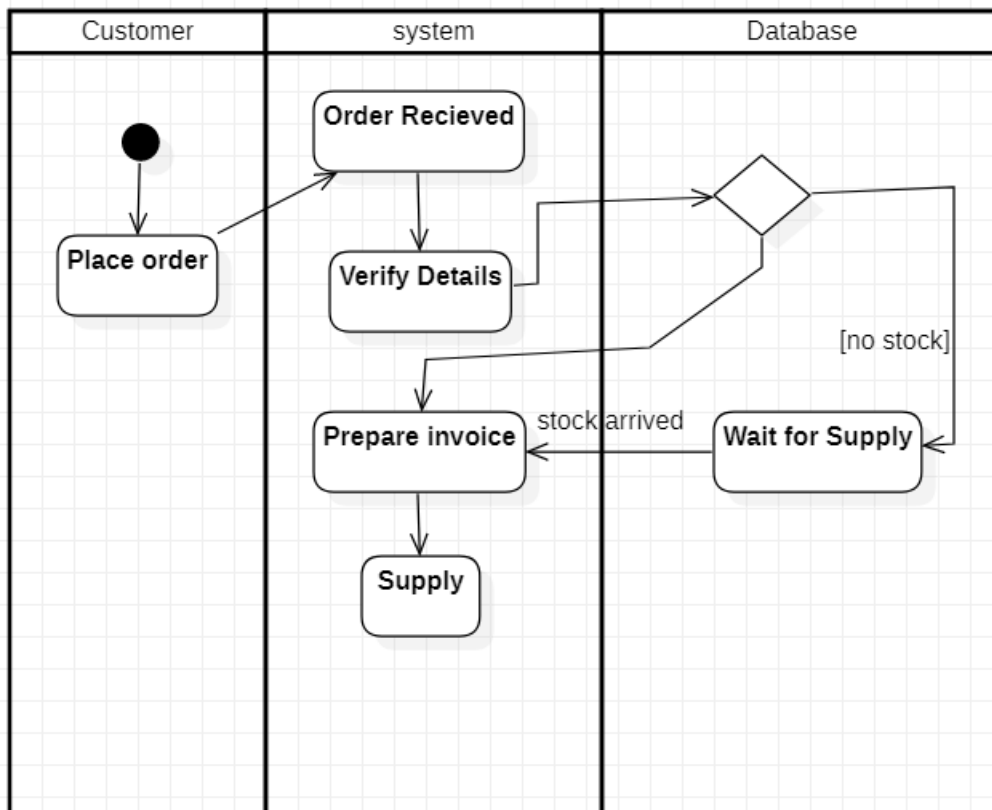 Customer
system
Database
Order Recieved
Place order
Verify Details
[no stock]
stock arrived
Prepare invoice
Wait for Supply
Supply